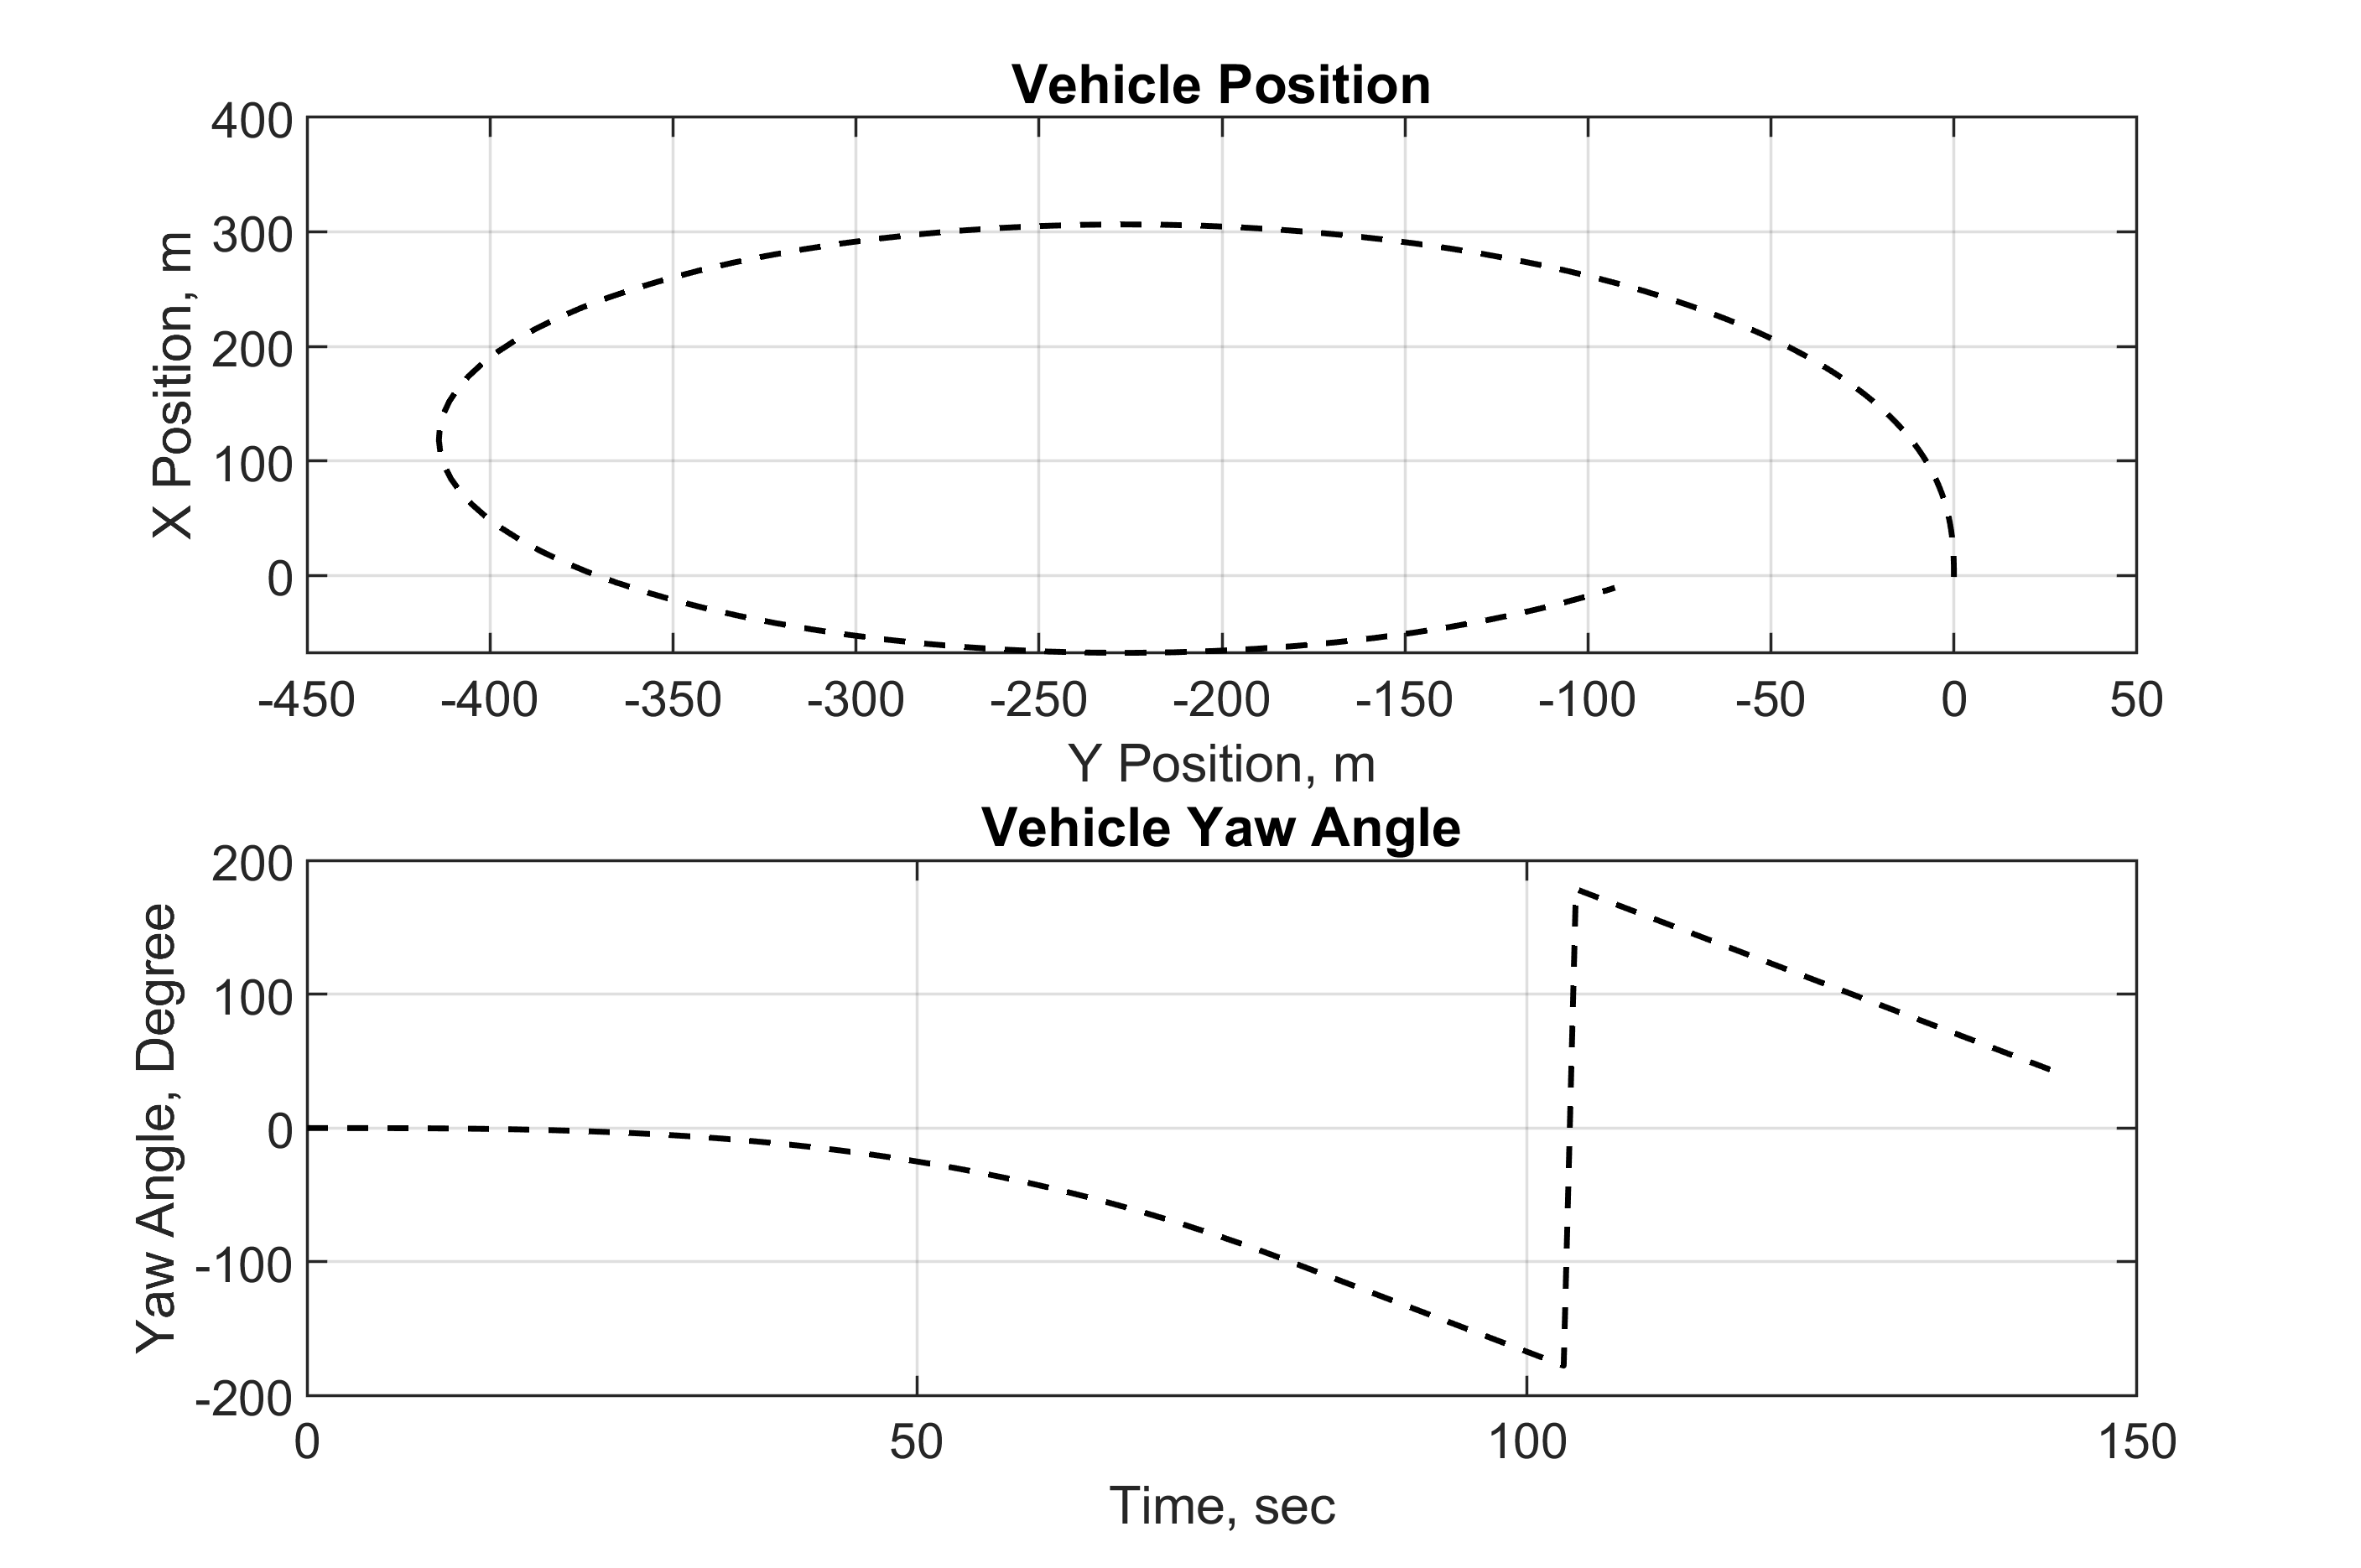 Vehicle Position
400
300
200
100
0
X Position, m
-450 -400 -350 -300 -250 -200 -150 -100 -50 0 50
Y Position, m
Vehicle Yaw Angle
200
100
0
-100
-200
Yaw Angle, Degree
0 50 100 150
Time, sec